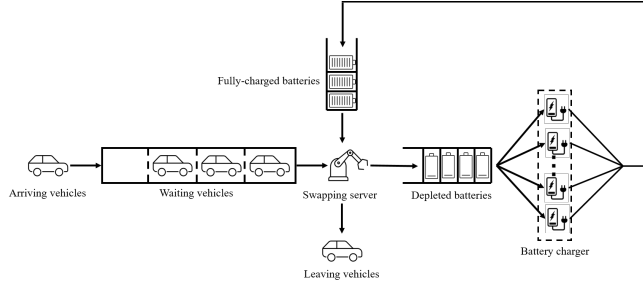 Fully-charged batteries
Arriving vehicles
Waiting vehicles
Swapping server
Depleted batteries
Battery charger
Leaving vehicles